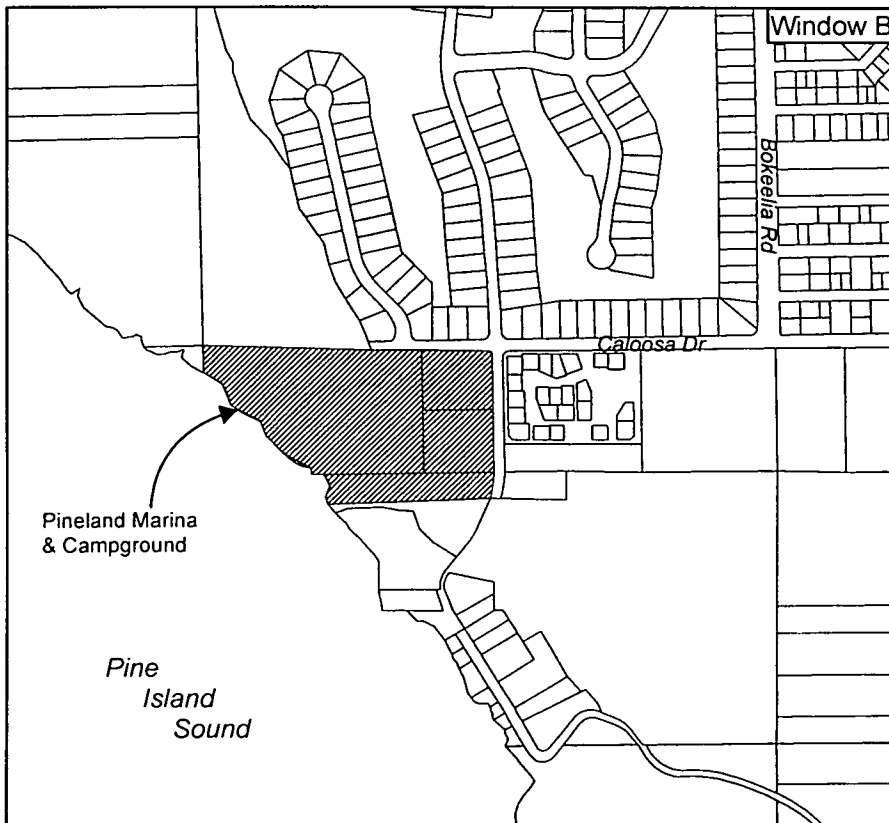 Window B
Bokeelia Rd
Caloosa Dr
Pineland Marina
& Campground
Pine
Island
Sound